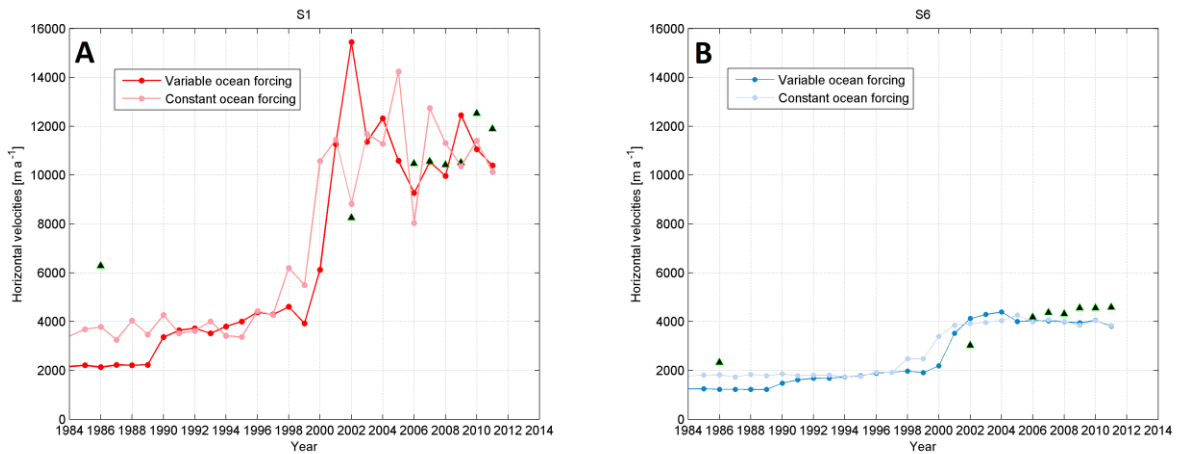 S1
A
Variable ocean forcing
Constant ocean forcing
16000
14000
12000
10000
8000
6000
4000
2000
0
Horizontal velocities [m a⁻¹]
1984 1986 1988 1990 1992 1994 1996 1998 2000 2002 2004 2006 2008 2010 2012 2014
Year
S6
B
Variable ocean forcing
Constant ocean forcing
16000
14000
12000
10000
8000
6000
4000
2000
0
Horizontal velocities [m a⁻¹]
1984 1986 1988 1990 1992 1994 1996 1998 2000 2002 2004 2006 2008 2010 2012 2014
Year